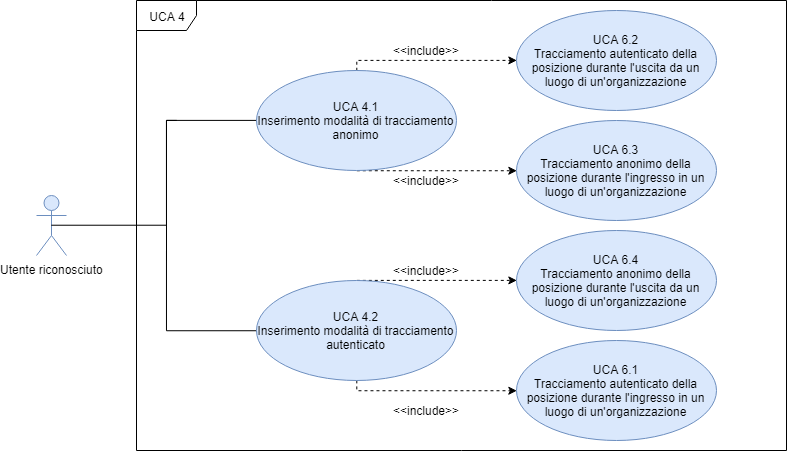 UCA 4
<<include>>
UCA 6.2
Tracciamento autenticato della
posizione durante l'uscita da un
luogo di un'organizzazione
UCA 4.1
Inserimento modalità di tracciamento
anonimo
<<include>>
UCA 6.3
Tracciamento anonimo della
posizione durante l'ingresso in un
luogo di un'organizzazione
Utente riconosciuto
<<include>>
UCA 6.4
Tracciamento anonimo della
posizione durante l'uscita da un
luogo di un'organizzazione
UCA 4.2
Inserimento modalità di tracciamento
autenticato
<<include>>
UCA 6.1
Tracciamento autenticato della
posizione durante l'ingresso in un
luogo di un'organizzazione